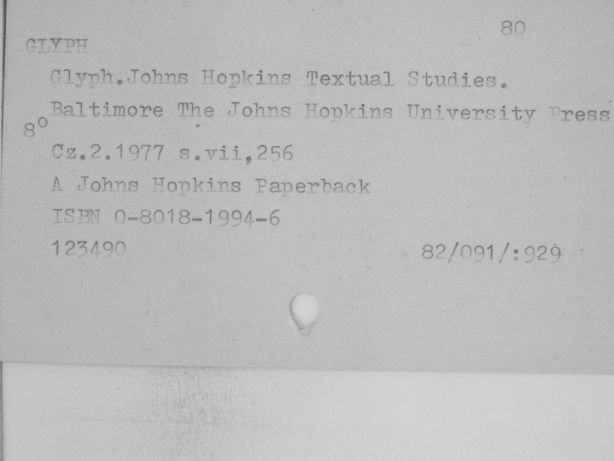 80
GLYPH
Glyph.Johns Hopkins Textual Studies.
Baltimore The Johns Hopkins University Press
8°
Cz.2.1977 s.vii,256
A Johns Hopkins Paperback
ISBN 0-8018-1994-6
123490 82/091/:929